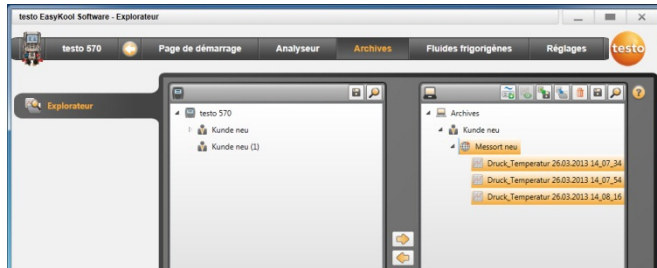 testo EasyKool Software - Explorateur
testo 570 Page de démarrage Analyseur Archives Fluides frigorigènes Réglages testo
Explorateur
testo 570
Kunde neu
Kunde neu (1)
Archives
Kunde neu
Messort neu
Druck_Temperatur 26.03.2013 14_07_34
Druck_Temperatur 26.03.2013 14_07_54
Druck_Temperatur 26.03.2013 14_08_16